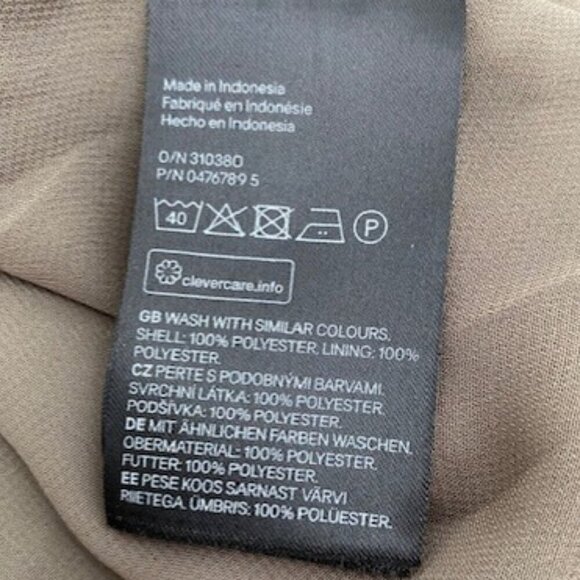 Made in Indonesia
Fabriqué en Indonésie
Hecho en Indonesia
O/N 310380
P/N 0476789 5
40 P
clevercare.info
GB WASH WITH SIMILAR COLOURS.
SHELL: 100% POLYESTER. LINING: 100%
POLYESTER.
CZ PERTE S PODOBNÝMI BARVAMI.
SVRCHNÍ LÁTKA: 100% POLYESTER.
PODŠÍVKA: 100% POLYESTER.
DE MIT ÄHNLICHEN FARBEN WASCHEN.
OBERMATERIAL: 100% POLYESTER.
FUTTER: 100% POLYESTER.
EE PESE KOOS SARNAST VÄRVI
RIIETEGA. ÜMBRIS: 100% POLÜESTER.